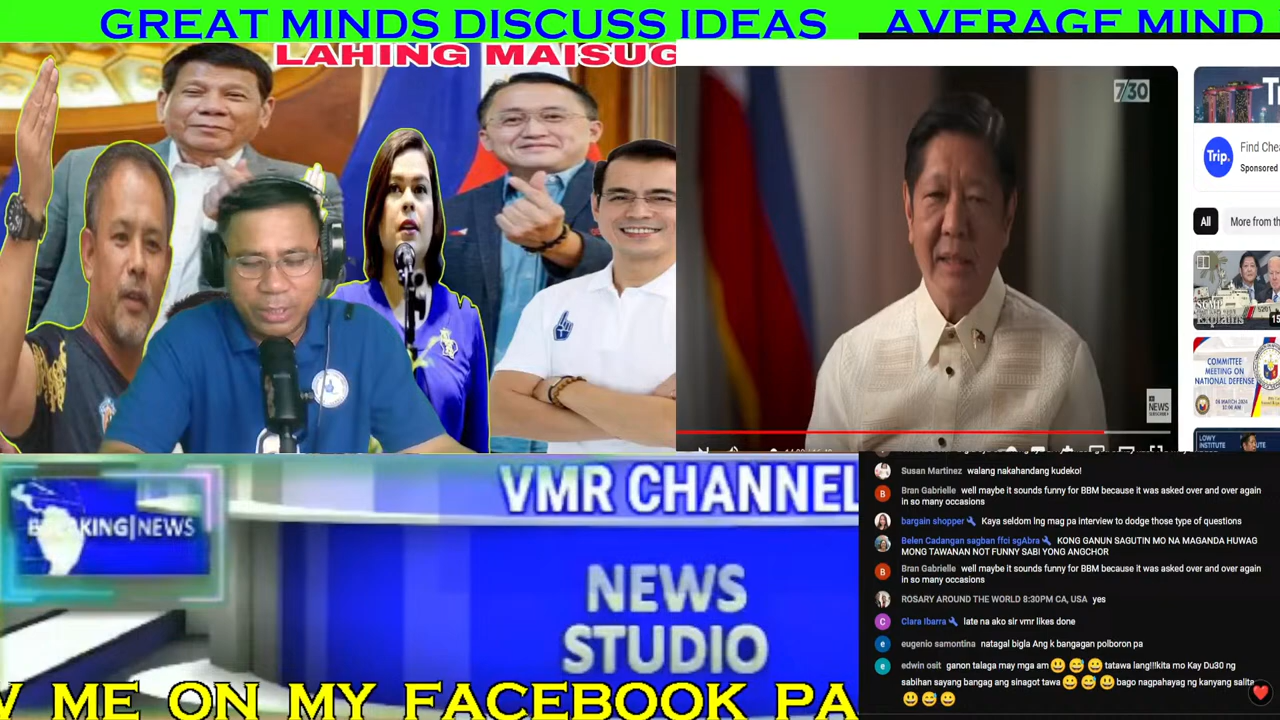 GREAT MINDS DISCUSS IDEAS AVERAGE MIND
LAHING MAISUG
7/30
NEWS
Trip.
Find Chea
Sponsored
All
More from th
Explains
COMMITTEE
MEETING ON
NATIONAL DEFENSE
LOWY
INSTITUTE
BREAKING|NEWS
VMR CHANNEL
NEWS
STUDIO
W ME ON MY FACEBOOK PA
Susan Martinez walang nakahandang kudeko!
Bran Gabrielle well maybe it sounds funny for BBM because it was asked over and over again
in so many occasions
bargain shopper Kaya seldom lng mag pa interview to dodge those type of questions
Belen Cadangan sagban ffci sgAbra KONG GANUN SAGUTIN MO NA MAGANDA HUWAG
MONG TAWANAN NOT FUNNY SABI YONG ANGCHOR
Bran Gabrielle well maybe it sounds funny for BBM because it was asked over and over again
in so many occasions
ROSARY AROUND THE WORLD 8:30PM CA, USA yes
Clara Ibarra late na ako sir vmr likes done
eugenio samontina natagal bigla Ang k bangagan polboron pa
edwin osit ganon talaga may mga am😃😅😀tatawa lang!!!kita mo Kay Du30 ng
sabihan sayang bangag ang sinagot tawa😀😅😃bago nagpahayag ng kanyang salita
😃😅😀